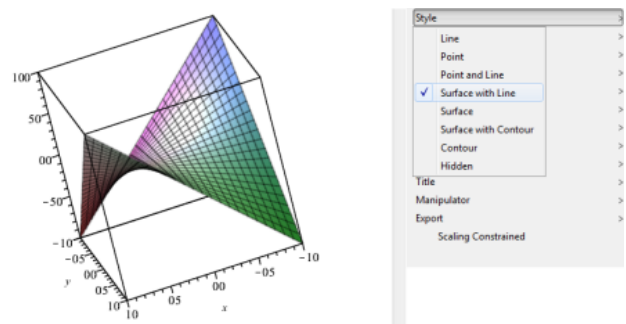 100
50
00
-50
-10
-05
00
05
10
y
10
05
00
-05
-10
x
Style
Line
Point
Point and Line
Surface with Line
Surface
Surface with Contour
Contour
Hidden
Title
Manipulator
Export
Scaling Constrained